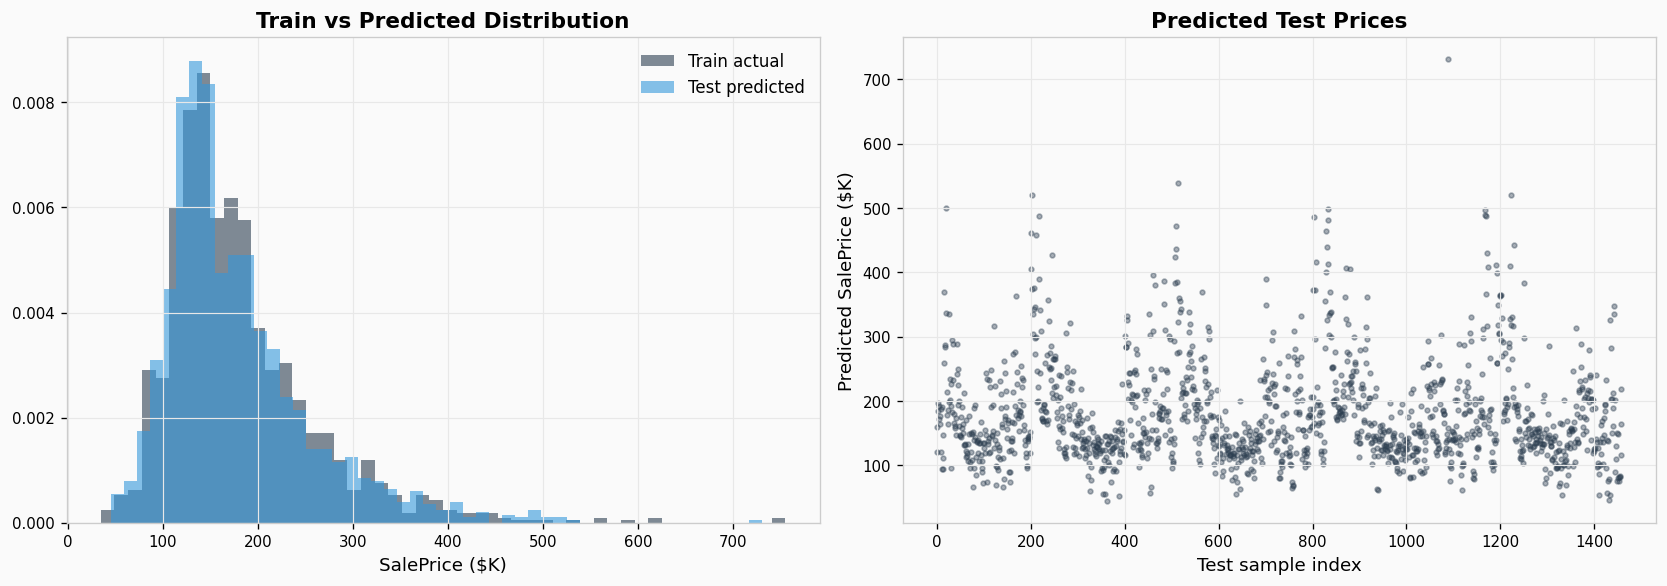 Train vs Predicted Distribution
Train actual
Test predicted
0.008
0.006
0.004
0.002
0.000
0 100 200 300 400 500 600 700
SalePrice ($K)
Predicted Test Prices
Predicted SalePrice ($K)
700
600
500
400
300
200
100
0 200 400 600 800 1000 1200 1400
Test sample index